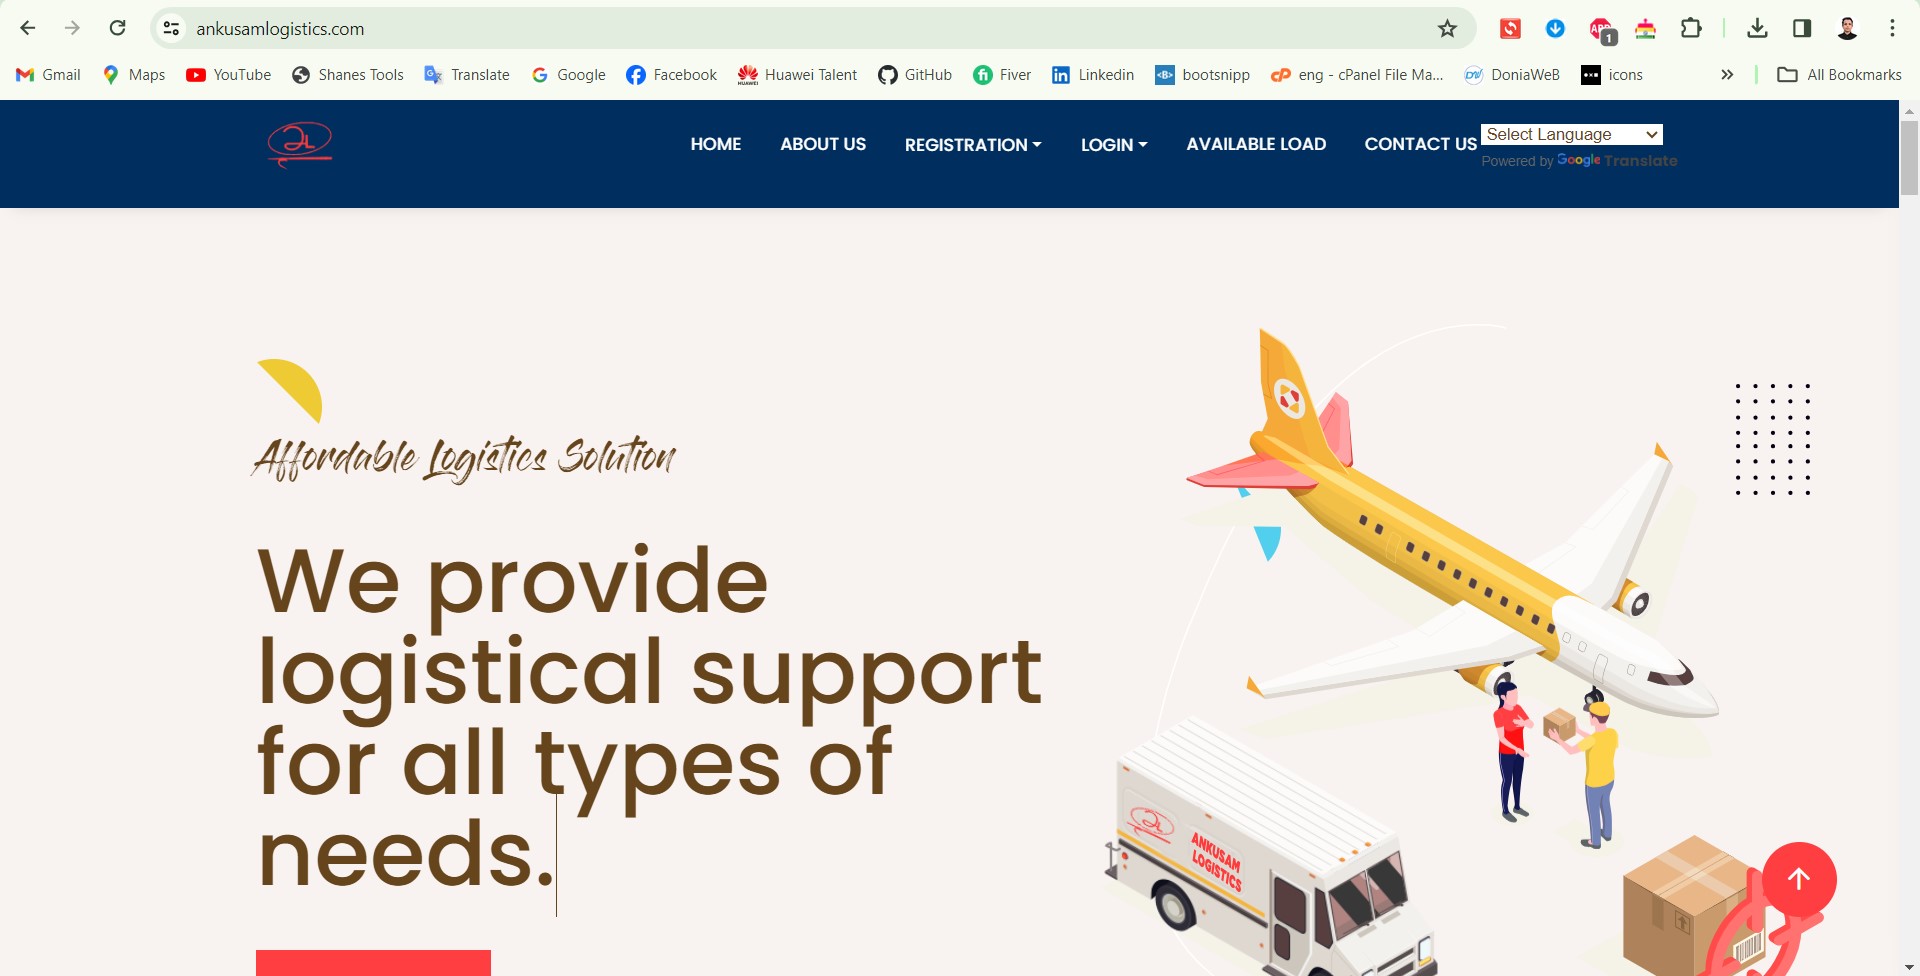 ankusamlogistics.com
Gmail Maps YouTube Shanes Tools Translate Google Facebook Huawei Talent GitHub Fiver Linkedin bootsnipp eng - cPanel File Ma... DoniaWeB icons » All Bookmarks
HOME ABOUT US REGISTRATION LOGIN AVAILABLE LOAD CONTACT US Select Language
Powered by Google Translate
Affordable Logistics Solution
We provide
logistical support
for all types of
needs.
ANKUSAM
LOGISTICS